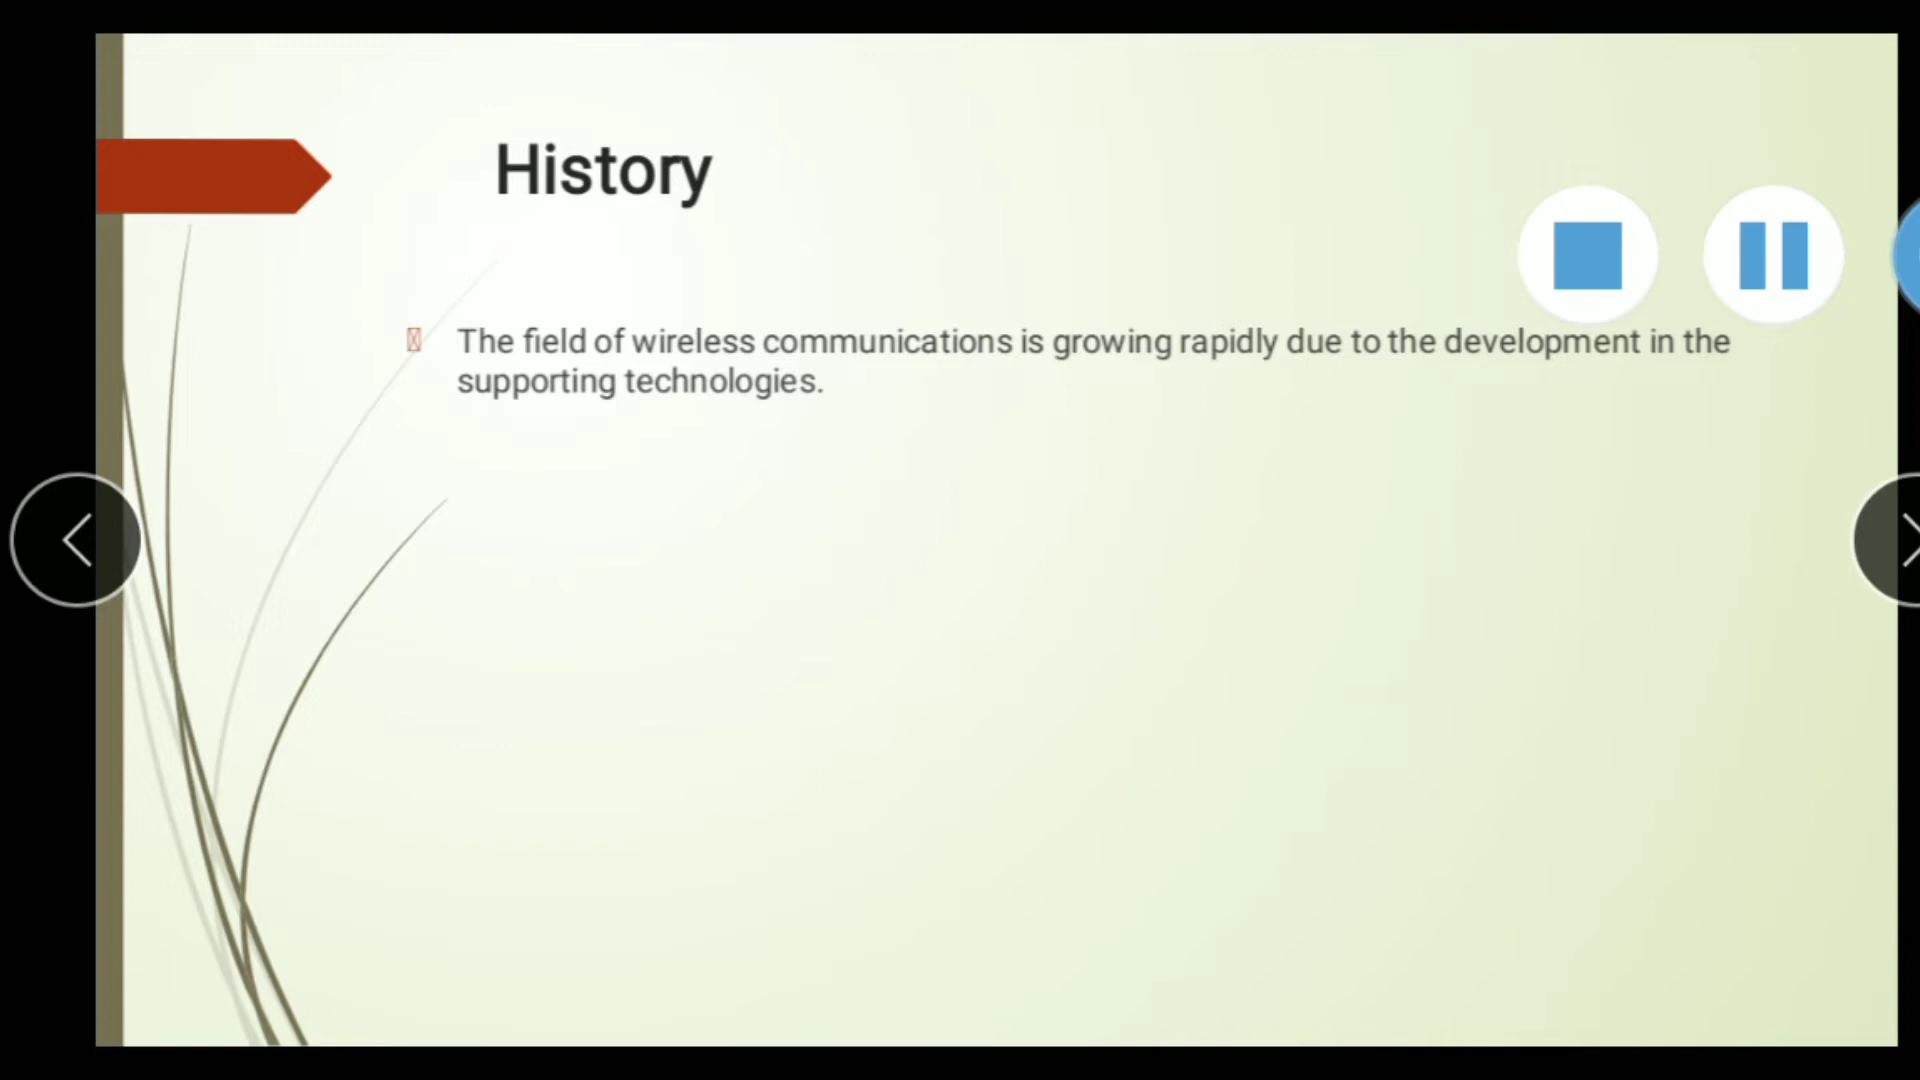 History
The field of wireless communications is growing rapidly due to the development in the
supporting technologies.